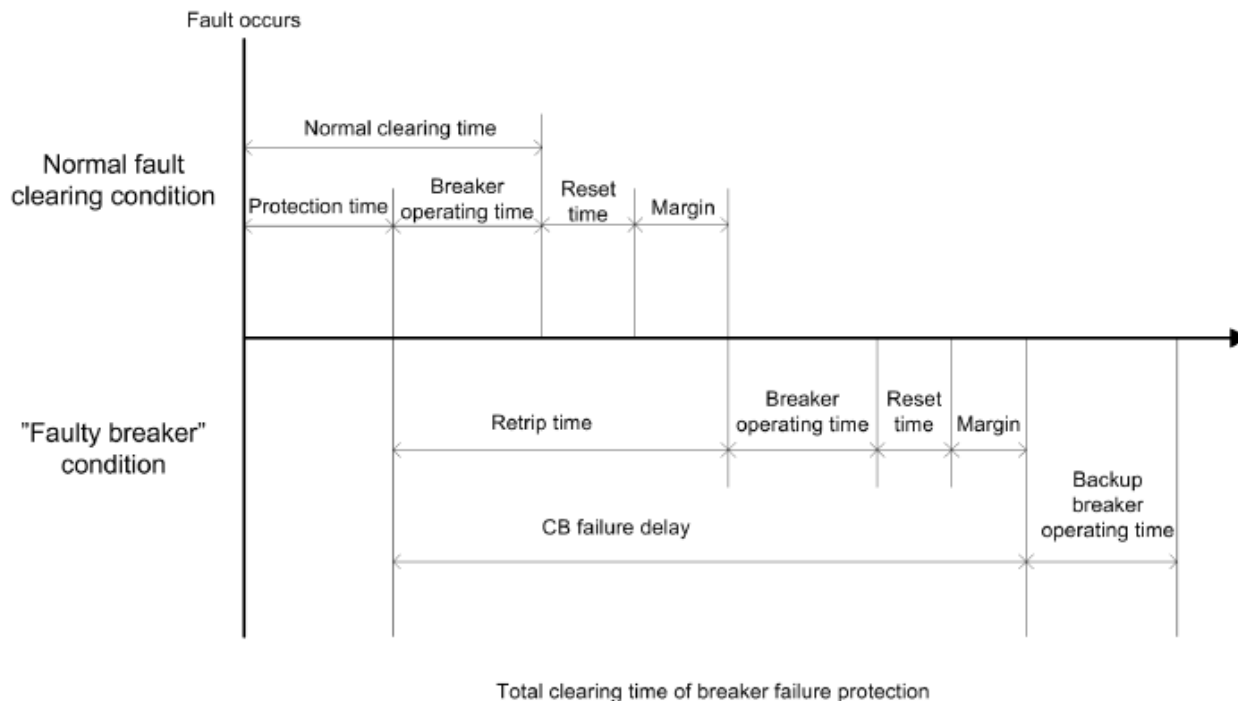 Fault occurs
Normal clearing time
Normal fault
clearing condition
Protection time
Breaker
operating time
Reset
time
Margin
"Faulty breaker"
condition
Retrip time
Breaker
operating time
Reset
time
Margin
CB failure delay
Backup
breaker
operating time
Total clearing time of breaker failure protection